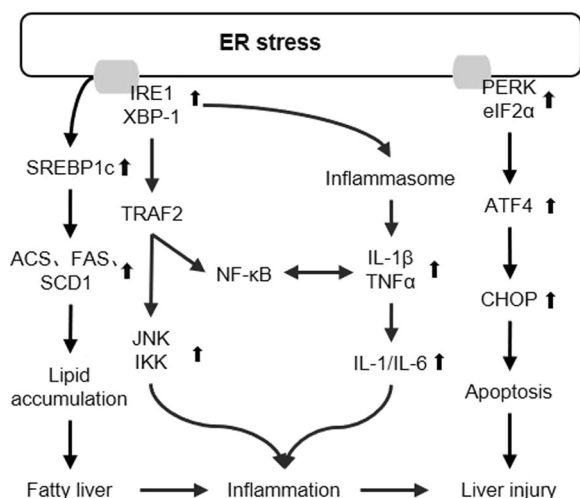 ER stress
IRE1
XBP-1
PERK
eIF2α
SREBP1c
Inflammasome
TRAF2
ATF4
ACS、FAS、
SCD1
NF-κB
IL-1β
TNFα
CHOP
JNK
IKK
IL-1/IL-6
Lipid
accumulation
Apoptosis
Fatty liver
Inflammation
Liver injury